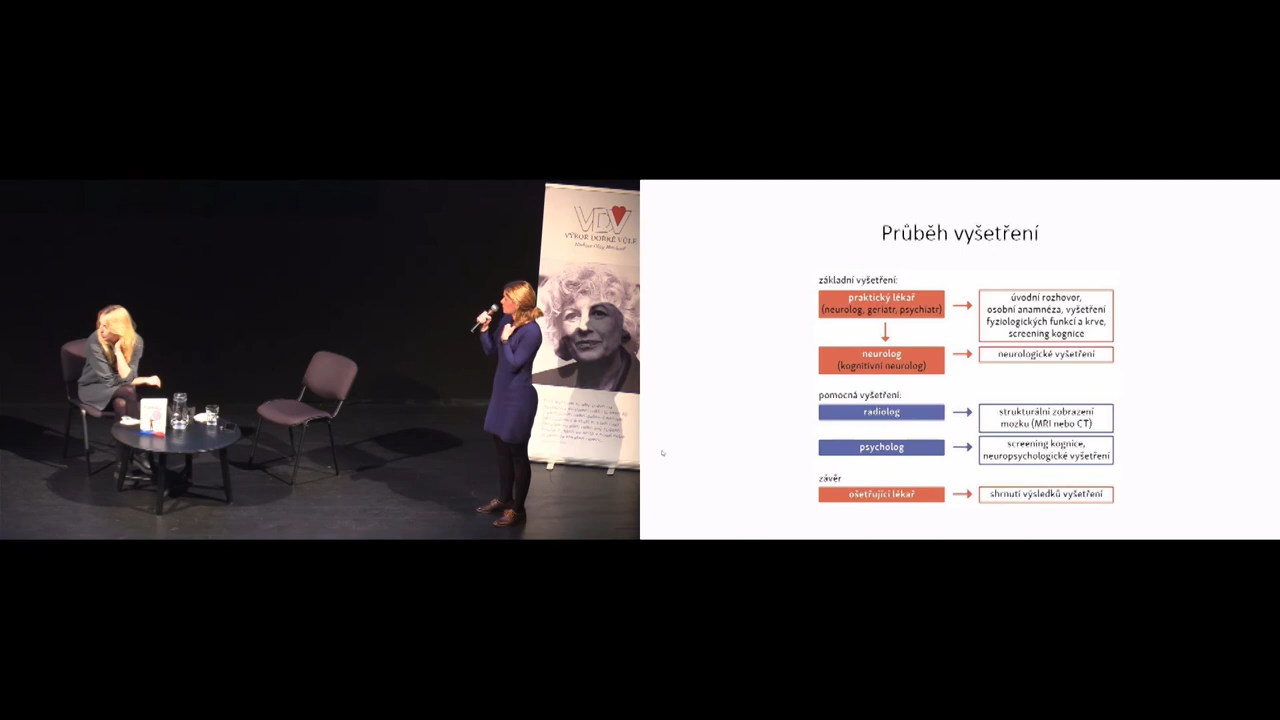 VDV
VÝBOR DOBRÉ VŮLE
Průběh vyšetření
základní vyšetření:
praktický lékař
(neurolog, geriatr, psychiatr)
úvodní rozhovor,
osobní anamnéza, vyšetření
fyziologických funkcí a krve,
screening kognice
neurolog
(kognitivní neurolog)
neurologické vyšetření
pomocná vyšetření:
radiolog
strukturální zobrazení
mozku (MRI nebo CT)
psycholog
screening kognice,
neuropsychologické vyšetření
závěr
ošetřující lékař
shrnutí výsledků vyšetření